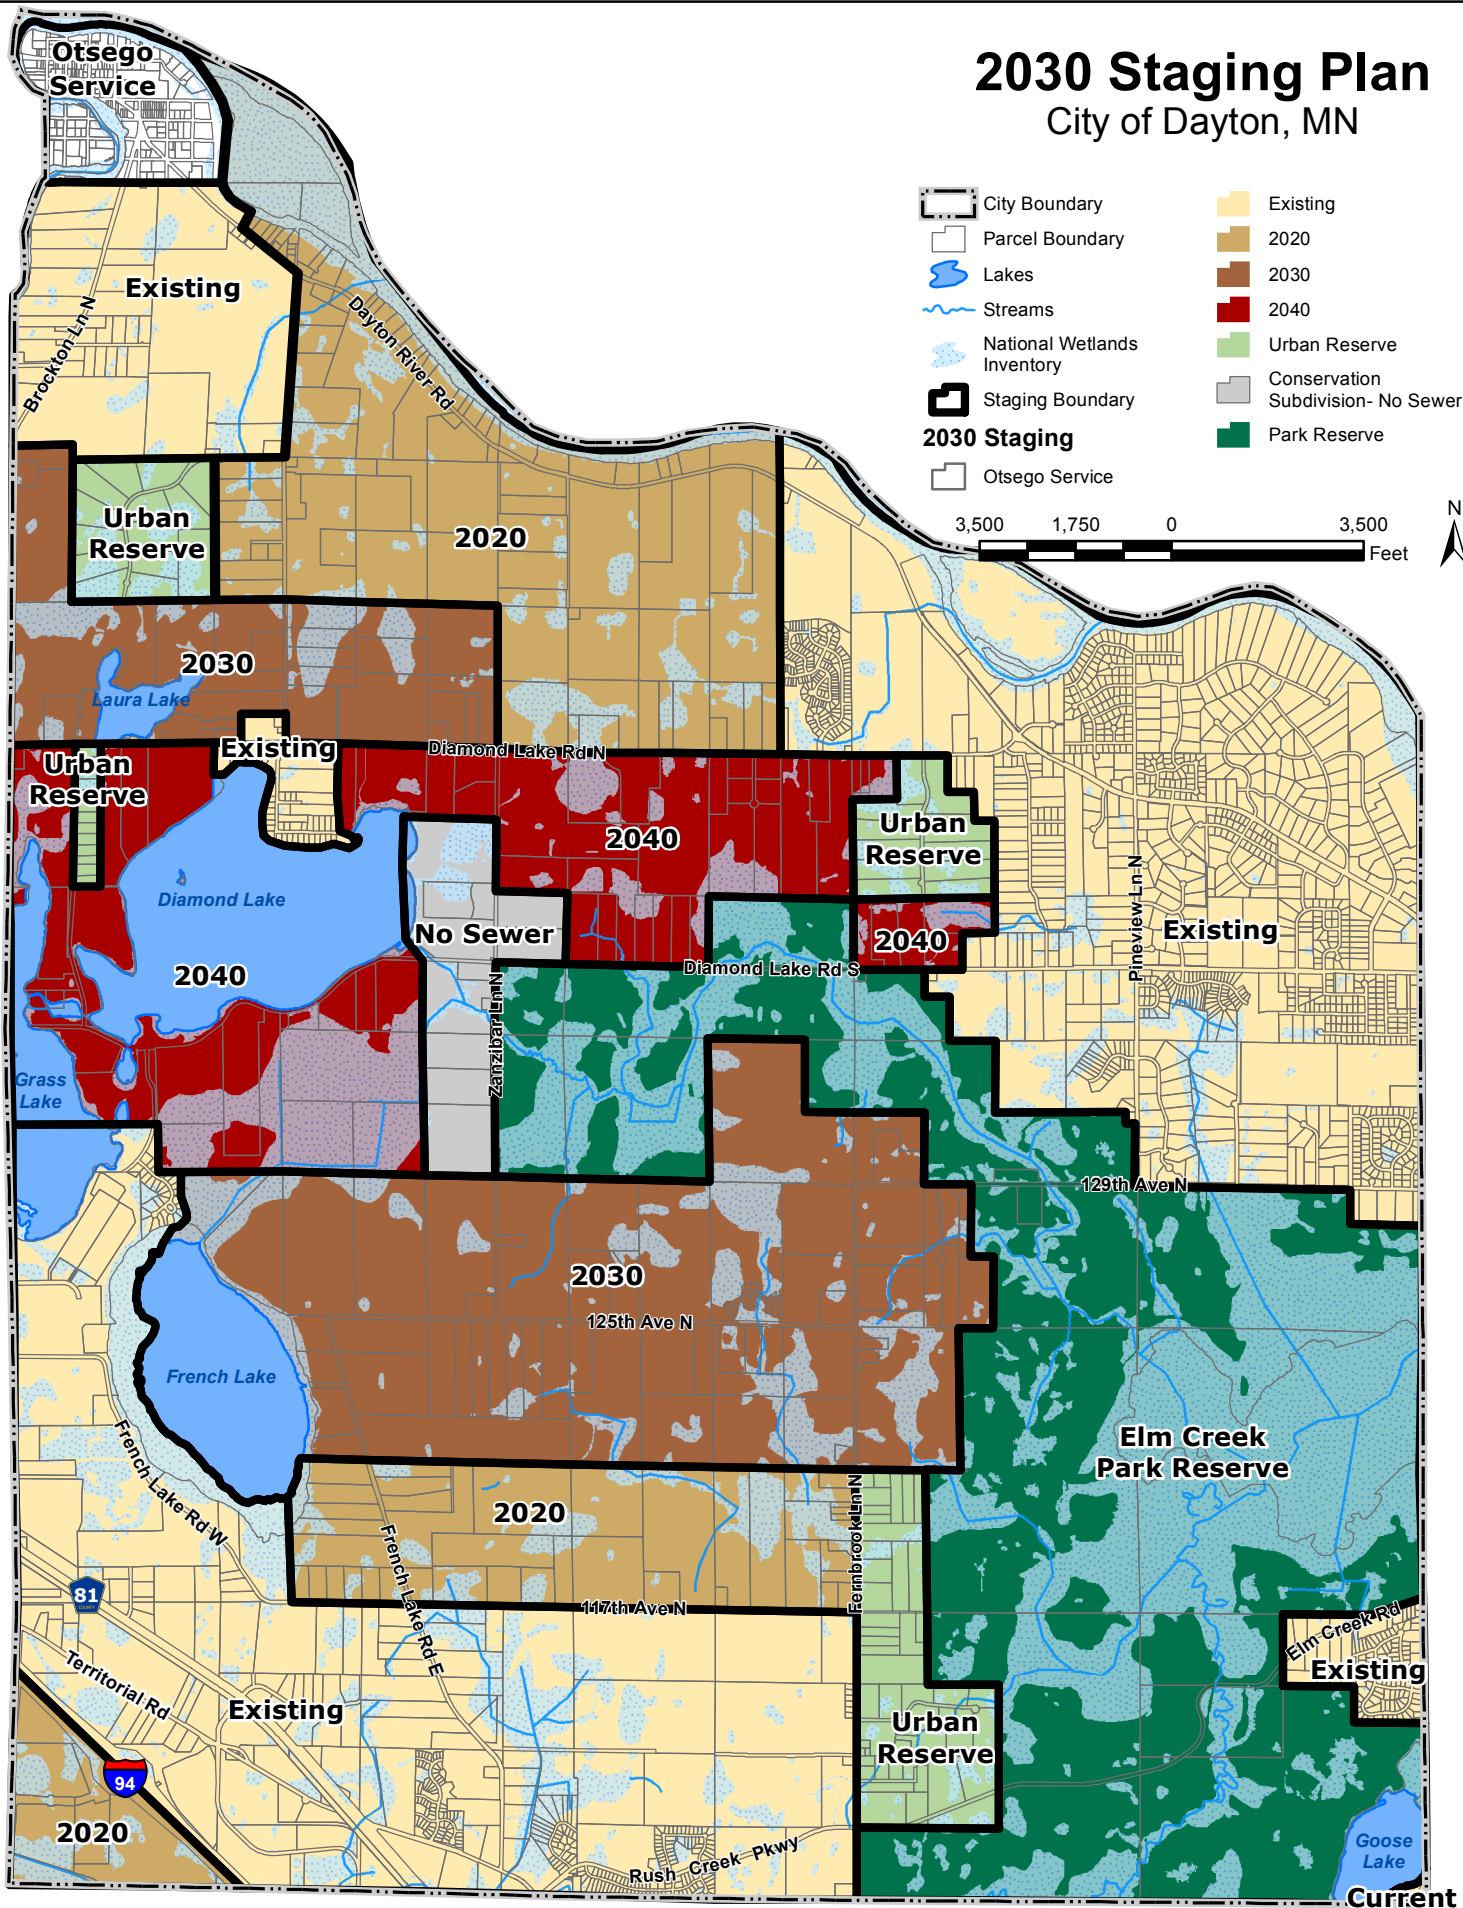 2030 Staging Plan
City of Dayton, MN
City Boundary
Parcel Boundary
Lakes
Streams
National Wetlands
Inventory
Staging Boundary
2030 Staging
Otsego Service
Existing
2020
2030
2040
Urban Reserve
Conservation
Subdivision- No Sewer
Park Reserve
3,500 1,750 0 3,500
Feet
N
Otsego
Service
Existing
Brockton Ln N
Dayton River Rd
Urban
Reserve
2020
2030
Laura Lake
Existing
Diamond Lake Rd N
Urban
Reserve
2040
Urban
Reserve
Diamond Lake
No Sewer
2040
Pineview Ln N
Existing
2040
Diamond Lake Rd S
Zanzibar Ln N
Grass
Lake
129th Ave N
2030
125th Ave N
French Lake
Elm Creek
Park Reserve
French Lake Rd W
2020
French Lake Rd E
Fernbrook Ln N
81
COUNTY
117th Ave N
Elm Creek Rd
Existing
Territorial Rd
Existing
Urban
Reserve
94
2020
Rush Creek Pkwy
Goose
Lake
Current